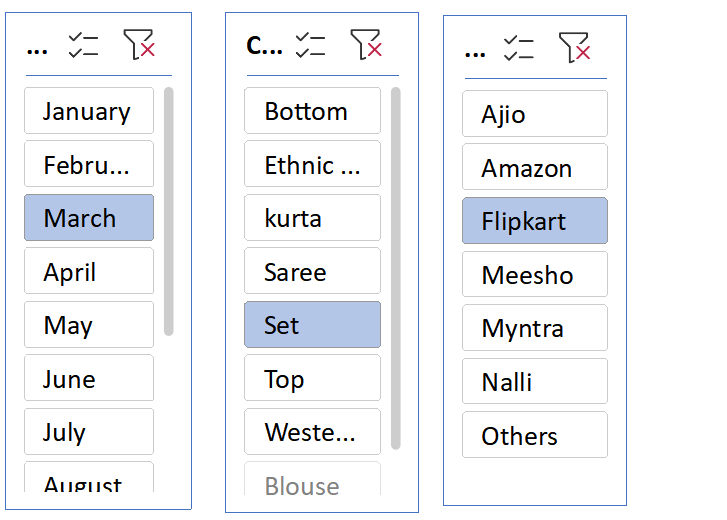 ...
January
Febru...
March
April
May
June
July
August
C...
Bottom
Ethnic ...
kurta
Saree
Set
Top
Weste...
Blouse
...
Ajio
Amazon
Flipkart
Meesho
Myntra
Nalli
Others